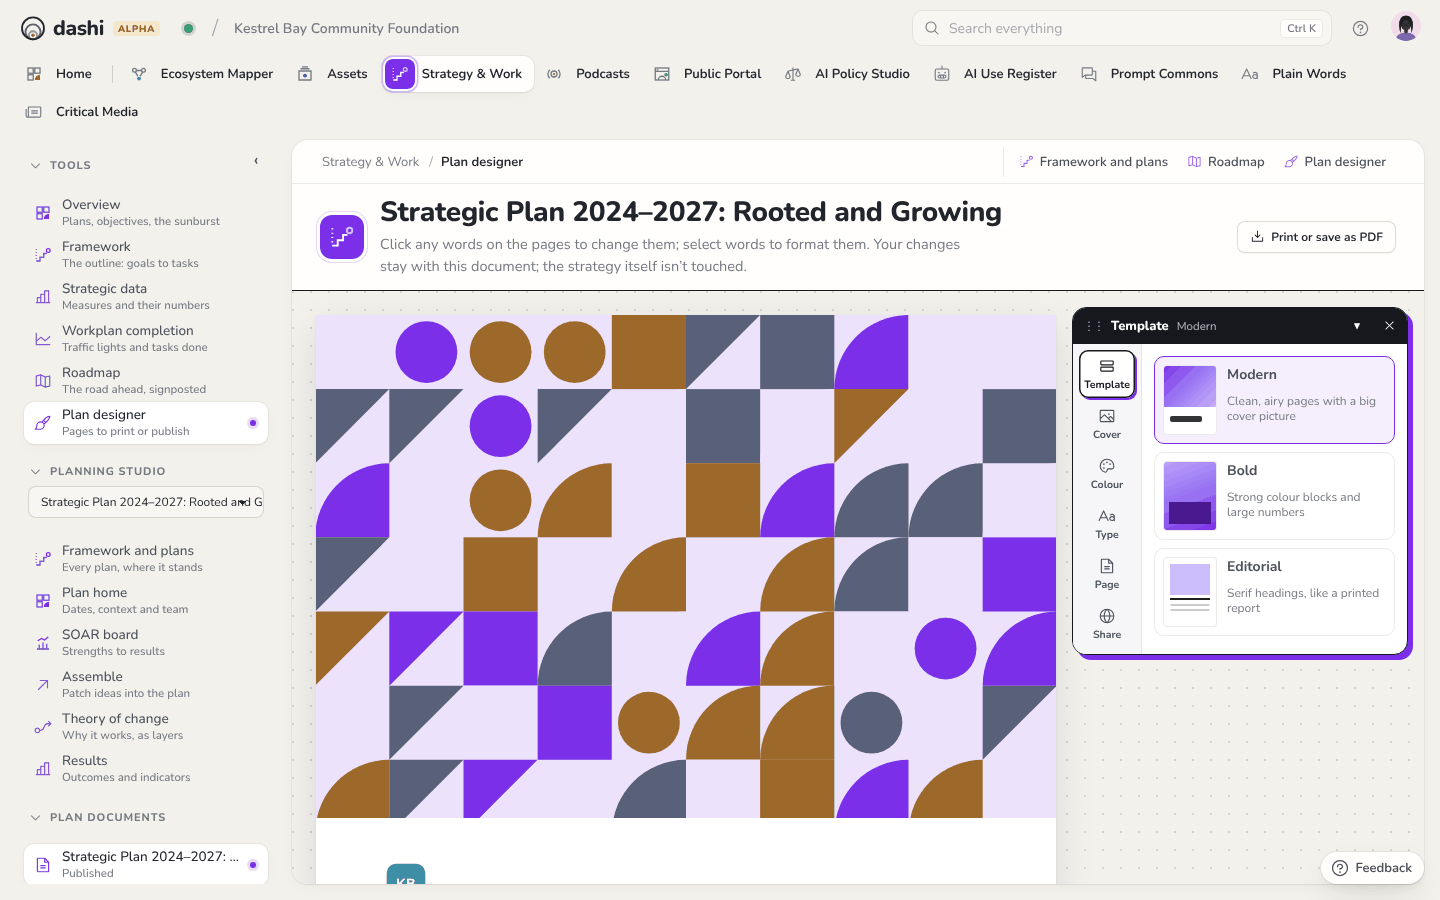 dashi ALPHA / Kestrel Bay Community Foundation
Search everything Ctrl K
Home Ecosystem Mapper Assets Strategy & Work Podcasts Public Portal AI Policy Studio AI Use Register Prompt Commons Aa Plain Words
Critical Media
TOOLS
Overview
Plans, objectives, the sunburst
Framework
The outline: goals to tasks
Strategic data
Measures and their numbers
Workplan completion
Traffic lights and tasks done
Roadmap
The road ahead, signposted
Plan designer
Pages to print or publish
PLANNING STUDIO
Strategic Plan 2024–2027: Rooted and G
Framework and plans
Every plan, where it stands
Plan home
Dates, context and team
SOAR board
Strengths to results
Assemble
Patch ideas into the plan
Theory of change
Why it works, as layers
Results
Outcomes and indicators
PLAN DOCUMENTS
Strategic Plan 2024–2027: ...
Published
Strategy & Work / Plan designer
Framework and plans Roadmap Plan designer
Strategic Plan 2024–2027: Rooted and Growing
Click any words on the pages to change them; select words to format them. Your changes
stay with this document; the strategy itself isn't touched.
Print or save as PDF
KB
Template Modern
Template
Cover
Colour
Aa
Type
Page
Share
Modern
Clean, airy pages with a big
cover picture
Bold
Strong colour blocks and
large numbers
Editorial
Serif headings, like a printed
report
Feedback